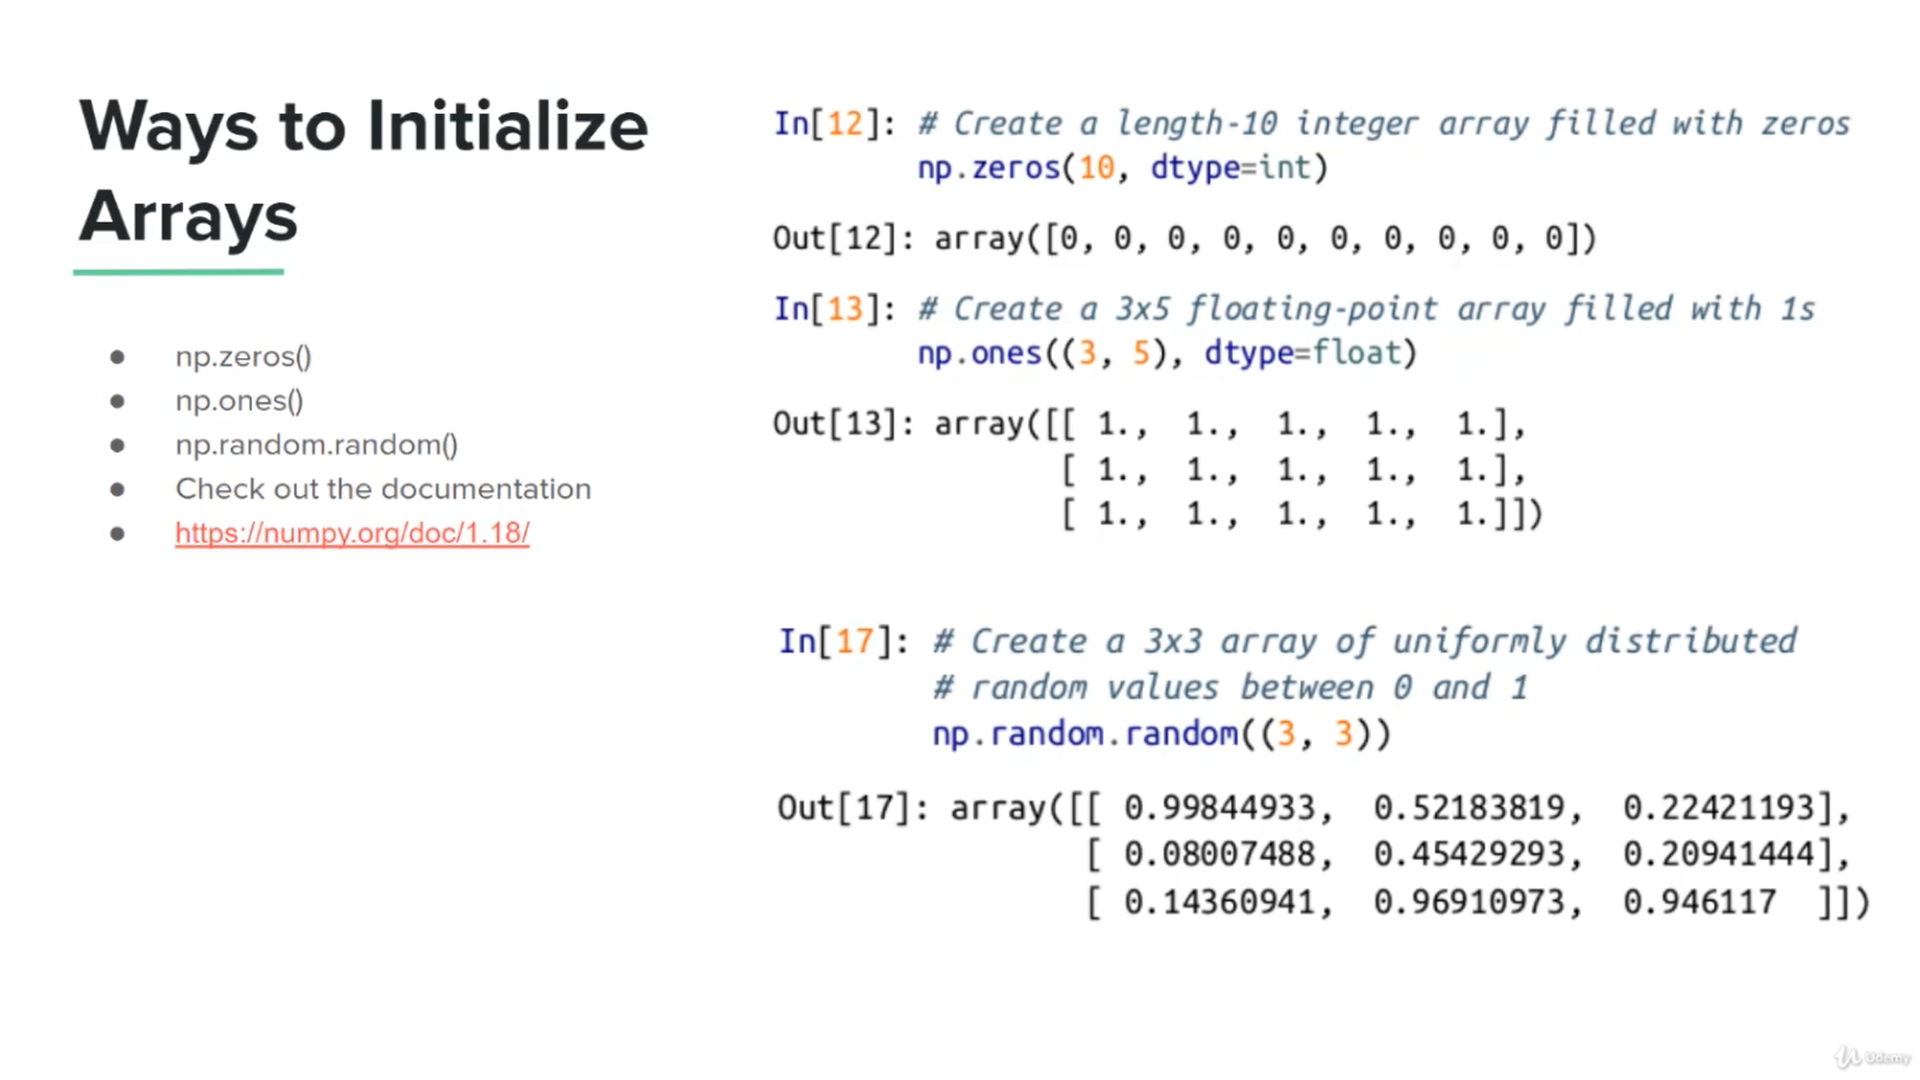 Ways to Initialize
Arrays
● np.zeros()
● np.ones()
● np.random.random()
● Check out the documentation
● https://numpy.org/doc/1.18/
In[12]: # Create a length-10 integer array filled with zeros
np.zeros(10, dtype=int)
Out[12]: array([0, 0, 0, 0, 0, 0, 0, 0, 0, 0])
In[13]: # Create a 3x5 floating-point array filled with 1s
np.ones((3, 5), dtype=float)
Out[13]: array([[ 1.,  1.,  1.,  1.,  1.],
[ 1.,  1.,  1.,  1.,  1.],
[ 1.,  1.,  1.,  1.,  1.]])
In[17]: # Create a 3x3 array of uniformly distributed
# random values between 0 and 1
np.random.random((3, 3))
Out[17]: array([[ 0.99844933,  0.52183819,  0.22421193],
[ 0.08007488,  0.45429293,  0.20941444],
[ 0.14360941,  0.96910973,  0.946117  ]])
Udemy